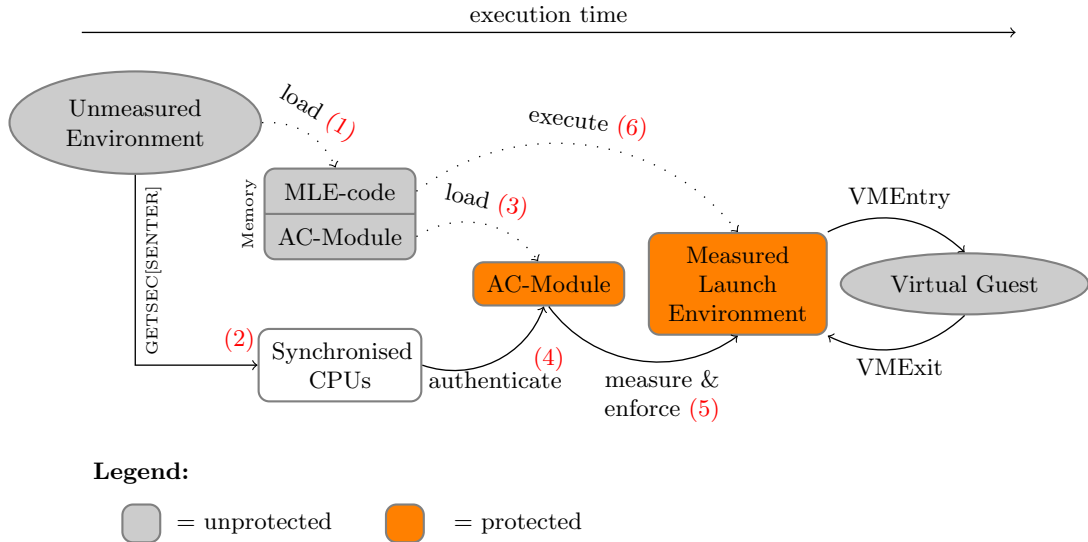 execution time
Unmeasured
Environment
load (1)
execute (6)
Memory
MLE-code
AC-Module
load (3)
GETSEC[SENTER]
AC-Module
Measured
Launch
Environment
VMEntry
Virtual Guest
VMExit
(2)
Synchronised
CPUs
(4)
authenticate
measure &
enforce (5)
Legend:
= unprotected
= protected